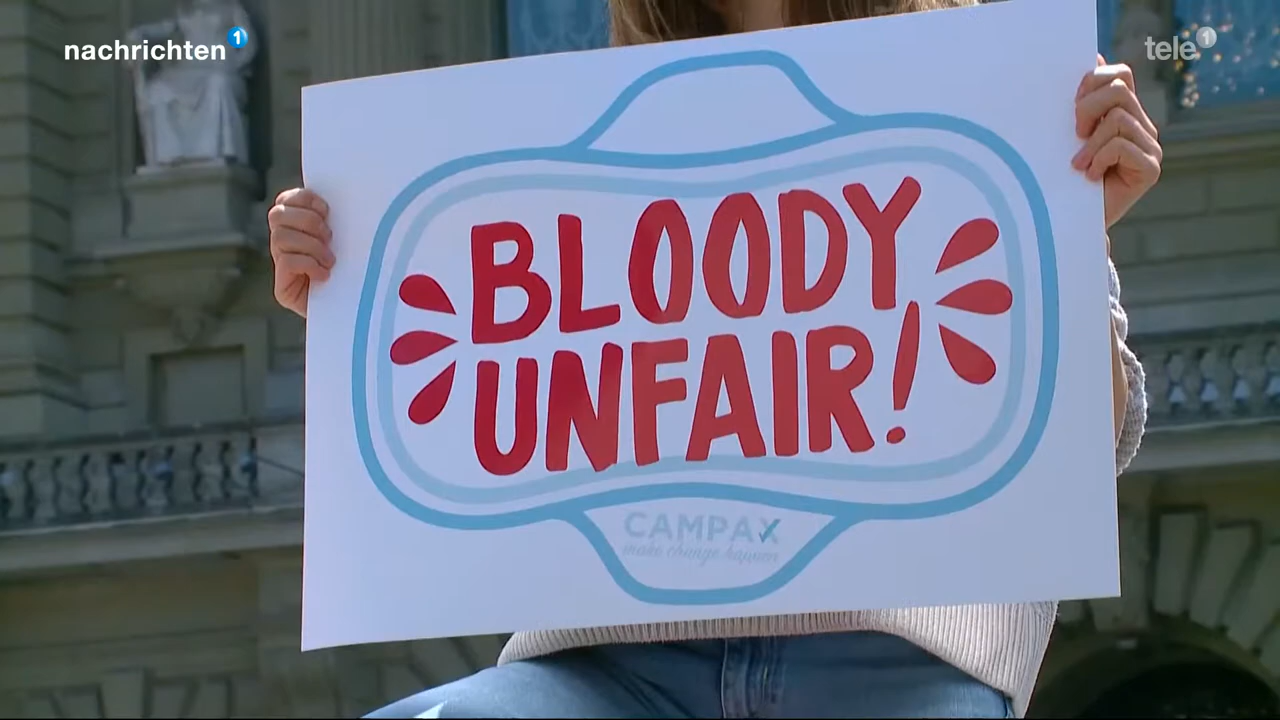 nachrichten 1
tele 1
BLOODY
UNFAIR!
CAMPAX
make change happen